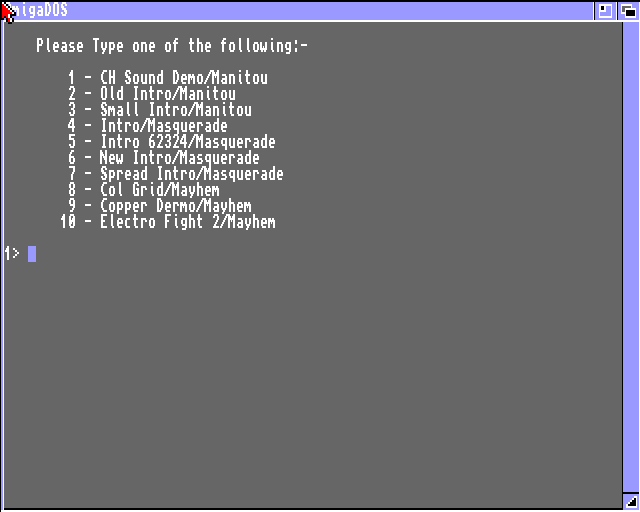 migaDOS
Please Type one of the following:-
1 - CH Sound Demo/Manitou
2 - Old Intro/Manitou
3 - Small Intro/Manitou
4 - Intro/Masquerade
5 - Intro 62324/Masquerade
6 - New Intro/Masquerade
7 - Spread Intro/Masquerade
8 - Col Grid/Mayhem
9 - Copper Dermo/Mayhem
10 - Electro Fight 2/Mayhem
1>